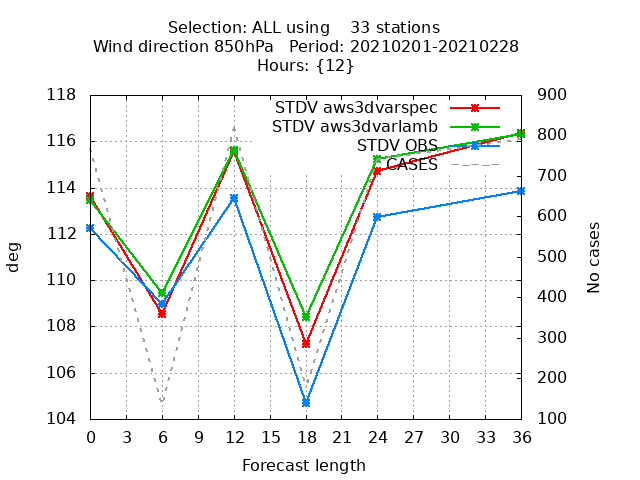 Selection: ALL using    33 stations
Wind direction 850hPa   Period: 20210201-20210228
Hours: {12}
STDV aws3dvarspec
STDV aws3dvarlamb
STDV OBS
CASES
118
116
114
112
110
108
106
104
deg
900
800
700
600
500
400
300
200
100
No cases
0 3 6 9 12 15 18 21 24 27 30 33 36
Forecast length